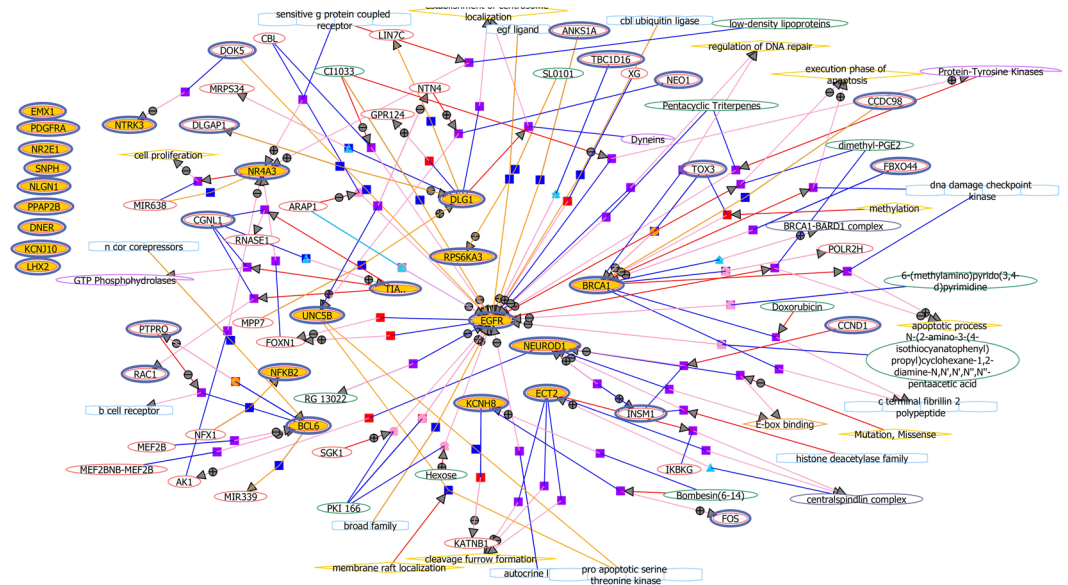 establishment of centrosome
localization
sensitive g protein coupled
receptor
LIN7C
egf ligand
ANKS1A
cbl ubiquitin ligase
low-density lipoproteins
CBL
DOK5
TBC1D16
XG
regulation of DNA repair
CI1033
SL0101
NEO1
execution phase of
apoptosis
Protein-Tyrosine Kinases
MRPS34
NTN4
EMX1
PDGFRA
NTRK3
DLGAP1
GPR124
Pentacyclic Triterpenes
CCDC98
NR2E1
cell proliferation
Dyneins
dimethyl-PGE2
SNPH
NR4A3
TOX3
FBXO44
NLGN1
DLG1
dna damage checkpoint
kinase
PPAP2B
MIR638
ARAP1
methylation
DNER
CGNL1
BRCA1-BARD1 complex
RNASE1
n cor corepressors
POLR2H
KCNJ10
RPS6KA3
LHX2
GTP Phosphohydrolases
TIA..
BRCA1
6-(methylamino)pyrido(3,4-
d)pyrimidine
Doxorubicin
MPP7
UNC5B
EGFR
PTPRO
FOXN1
CCND1
apoptotic process
NEURODI1
N-(2-amino-3-(4-
isothiocyanatophenyl)
propyl)cyclohexane-1,2-
diamine-N,N',N',N'',N''-
pentaacetic acid
RAC1
NFKB2
RG 13022
ECT2
b cell receptor
KCNH8
INSM1
c terminal fibrillin 2
polypeptide
BCL6
E-box binding
NFX1
Mutation, Missense
MEF2B
SGK1
histone deacetylase family
MEF2BNB-MEF2B
IKBKG
AK1
Hexose
MIR339
Bombesin(6-14)
centralspindlin complex
PKI 166
FOS
broad family
KATNB1
cleavage furrow formation
membrane raft localization
autocrine l
pro apoptotic serine
threonine kinase